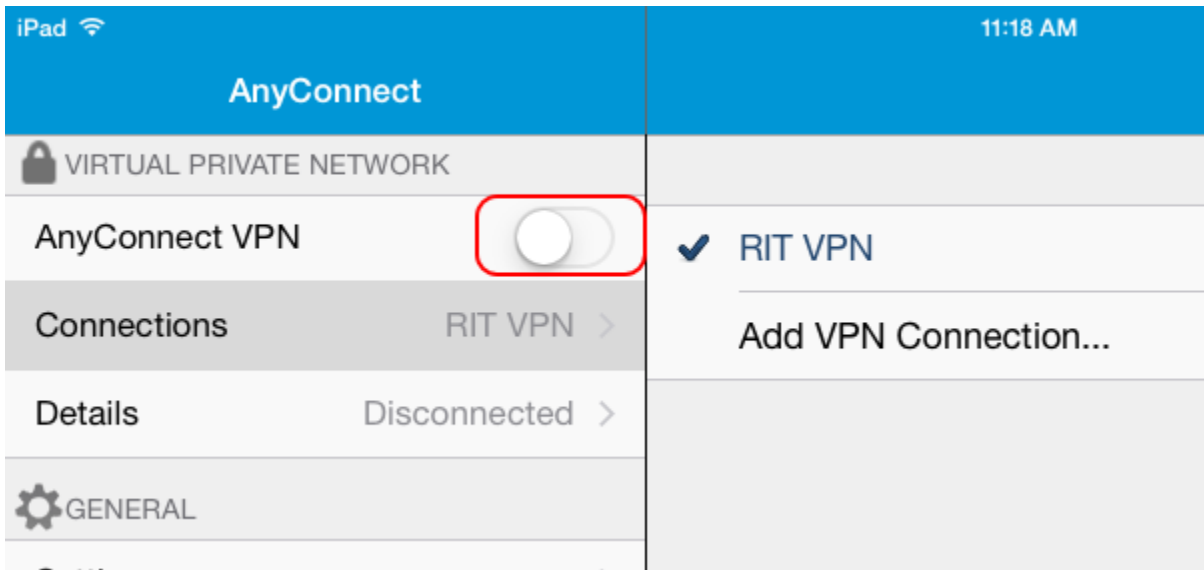 iPad
11:18 AM
AnyConnect
VIRTUAL PRIVATE NETWORK
AnyConnect VPN
Connections
RIT VPN
Details
Disconnected
GENERAL
RIT VPN
Add VPN Connection...